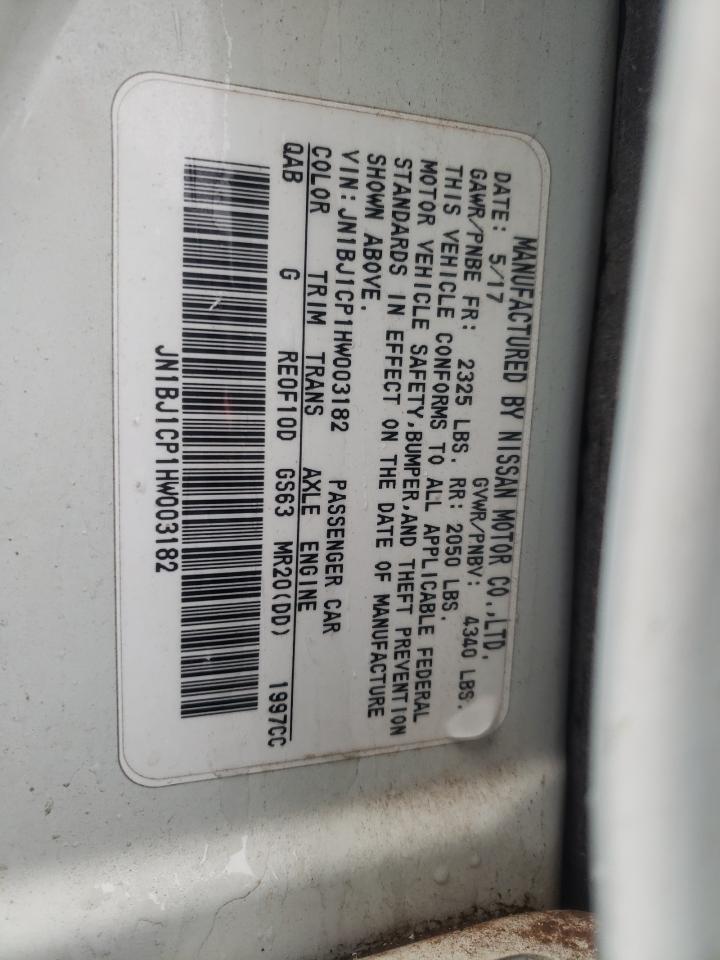 MANUFACTURED BY NISSAN MOTOR CO.,LTD.
DATE: 5/17 GVWR/PNBV: 4340 LBS.
GAWR/PNBE FR: 2325 LBS. RR: 2050 LBS.
THIS VEHICLE CONFORMS TO ALL APPLICABLE FEDERAL
MOTOR VEHICLE SAFETY,BUMPER,AND THEFT PREVENTION
STANDARDS IN EFFECT ON THE DATE OF MANUFACTURE
SHOWN ABOVE.
VIN:JN1BJ1CP1HW003182 PASSENGER CAR
COLOR TRIM TRANS AXLE ENGINE
QAB G RE0F10D GS63 MR20(DD) 1997CC
JN1BJ1CP1HW003182